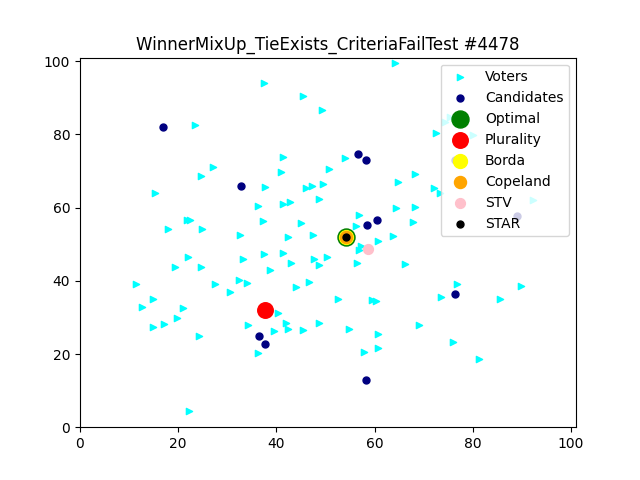 WinnerMixUp_TieExists_CriteriaFailTest #4478
100
80
60
40
20
0
0
20
40
60
80
100
Voters
Candidates
Optimal
Plurality
Borda
Copeland
STV
STAR